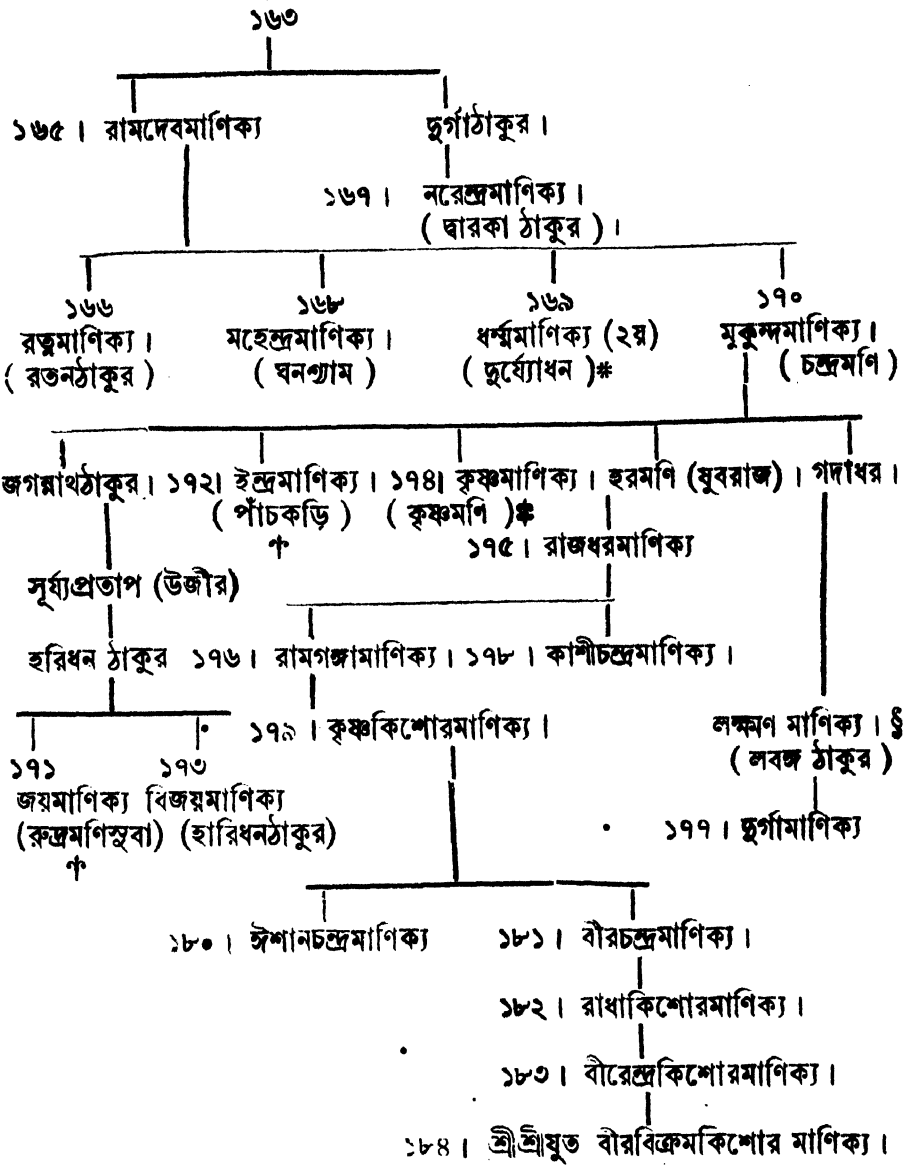 ১৬৩
১৬৫। রামদেবমাণিক্য দুর্গাঠাকুর।
১৬৭। নরেন্দ্রমাণিক্য।
( দ্বারকা ঠাকুর )।
১৬৬ ১৬৮ ১৬৯ ১৭০
রত্নমাণিক্য। মহেন্দ্রমাণিক্য। ধর্ম্মমাণিক্য (২য়) মুকুন্দমাণিক্য।
( রতনঠাকুর ) ( ঘনশ্যাম ) ( দুর্য্যোধন )* ( চন্দ্রমণি )
জগন্নাথঠাকুর। ১৭২। ইন্দ্রমাণিক্য। ১৭৪। কৃষ্ণমাণিক্য। হরমণি (যুবরাজ)। গদাধর।
( পাঁচকড়ি ) ( কৃষ্ণমণি )*
† ১৭৫। রাজধরমাণিক্য
সূর্য্যপ্রতাপ (উজীর)
হরিধন ঠাকুর ১৭৬। রামগঙ্গামাণিক্য। ১৭৮। কাশীচন্দ্রমাণিক্য।
১৭৯। কৃষ্ণকিশোরমাণিক্য। লক্ষ্মণ মাণিক্য। §
১৭১ ১৭৩ ( লবঙ্গ ঠাকুর )
জয়মাণিক্য বিজয়মাণিক্য
(রুদ্রমণিসুবা) (হারিধনঠাকুর) ১৭৭। দুর্গামাণিক্য
†
১৮০। ঈশানচন্দ্রমাণিক্য ১৮১। বীরচন্দ্রমাণিক্য।
১৮২। রাধাকিশোরমাণিক্য।
১৮৩। বীরেন্দ্রকিশোরমাণিক্য।
১৮৪। শ্রীশ্রীযুত বীরবিক্রমকিশোর মাণিক্য।